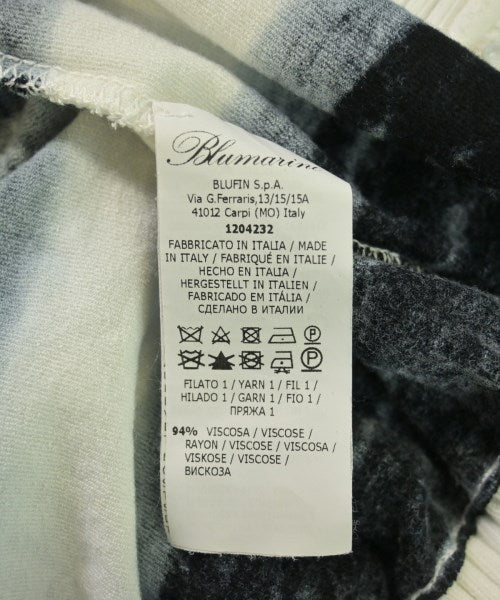 Blumarine
BLUFIN S.p.A.
Via G.Ferraris,13/15/15A
41012 Carpi (MO) Italy
1204232
FABBRICATO IN ITALIA / MADE
IN ITALY / FABRIQUÉ EN ITALIE /
HECHO EN ITALIA /
HERGESTELLT IN ITALIEN /
FABRICADO EM ITÁLIA /
СДЕЛАНО В ИТАЛИИ
P
P
FILATO 1 / YARN 1 / FIL 1 /
HILADO 1 / GARN 1 / FIO 1 /
ПРЯЖА 1
94% VISCOSA / VISCOSE /
RAYON / VISCOSE / VISCOSA /
VISKOSE / VISCOSE /
ВИСКОЗА